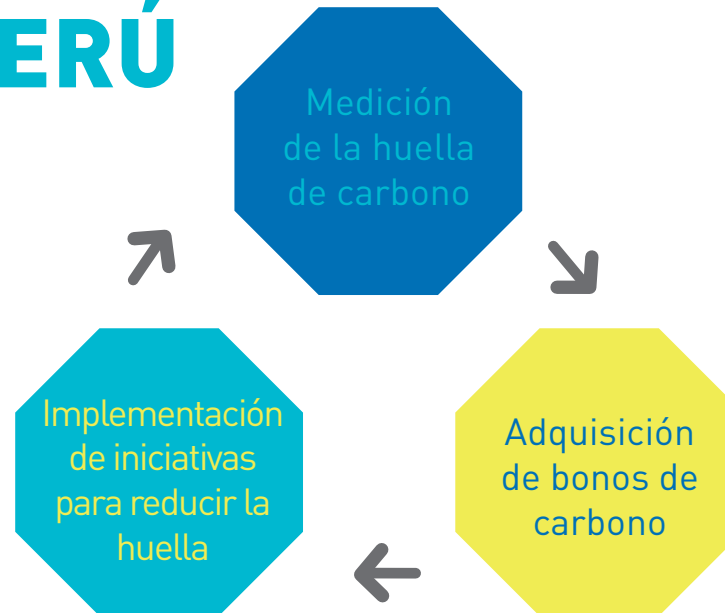 ERÚ
Medición
de la huella
de carbono
Implementación
de iniciativas
para reducir la
huella
Adquisición
de bonos de
carbono